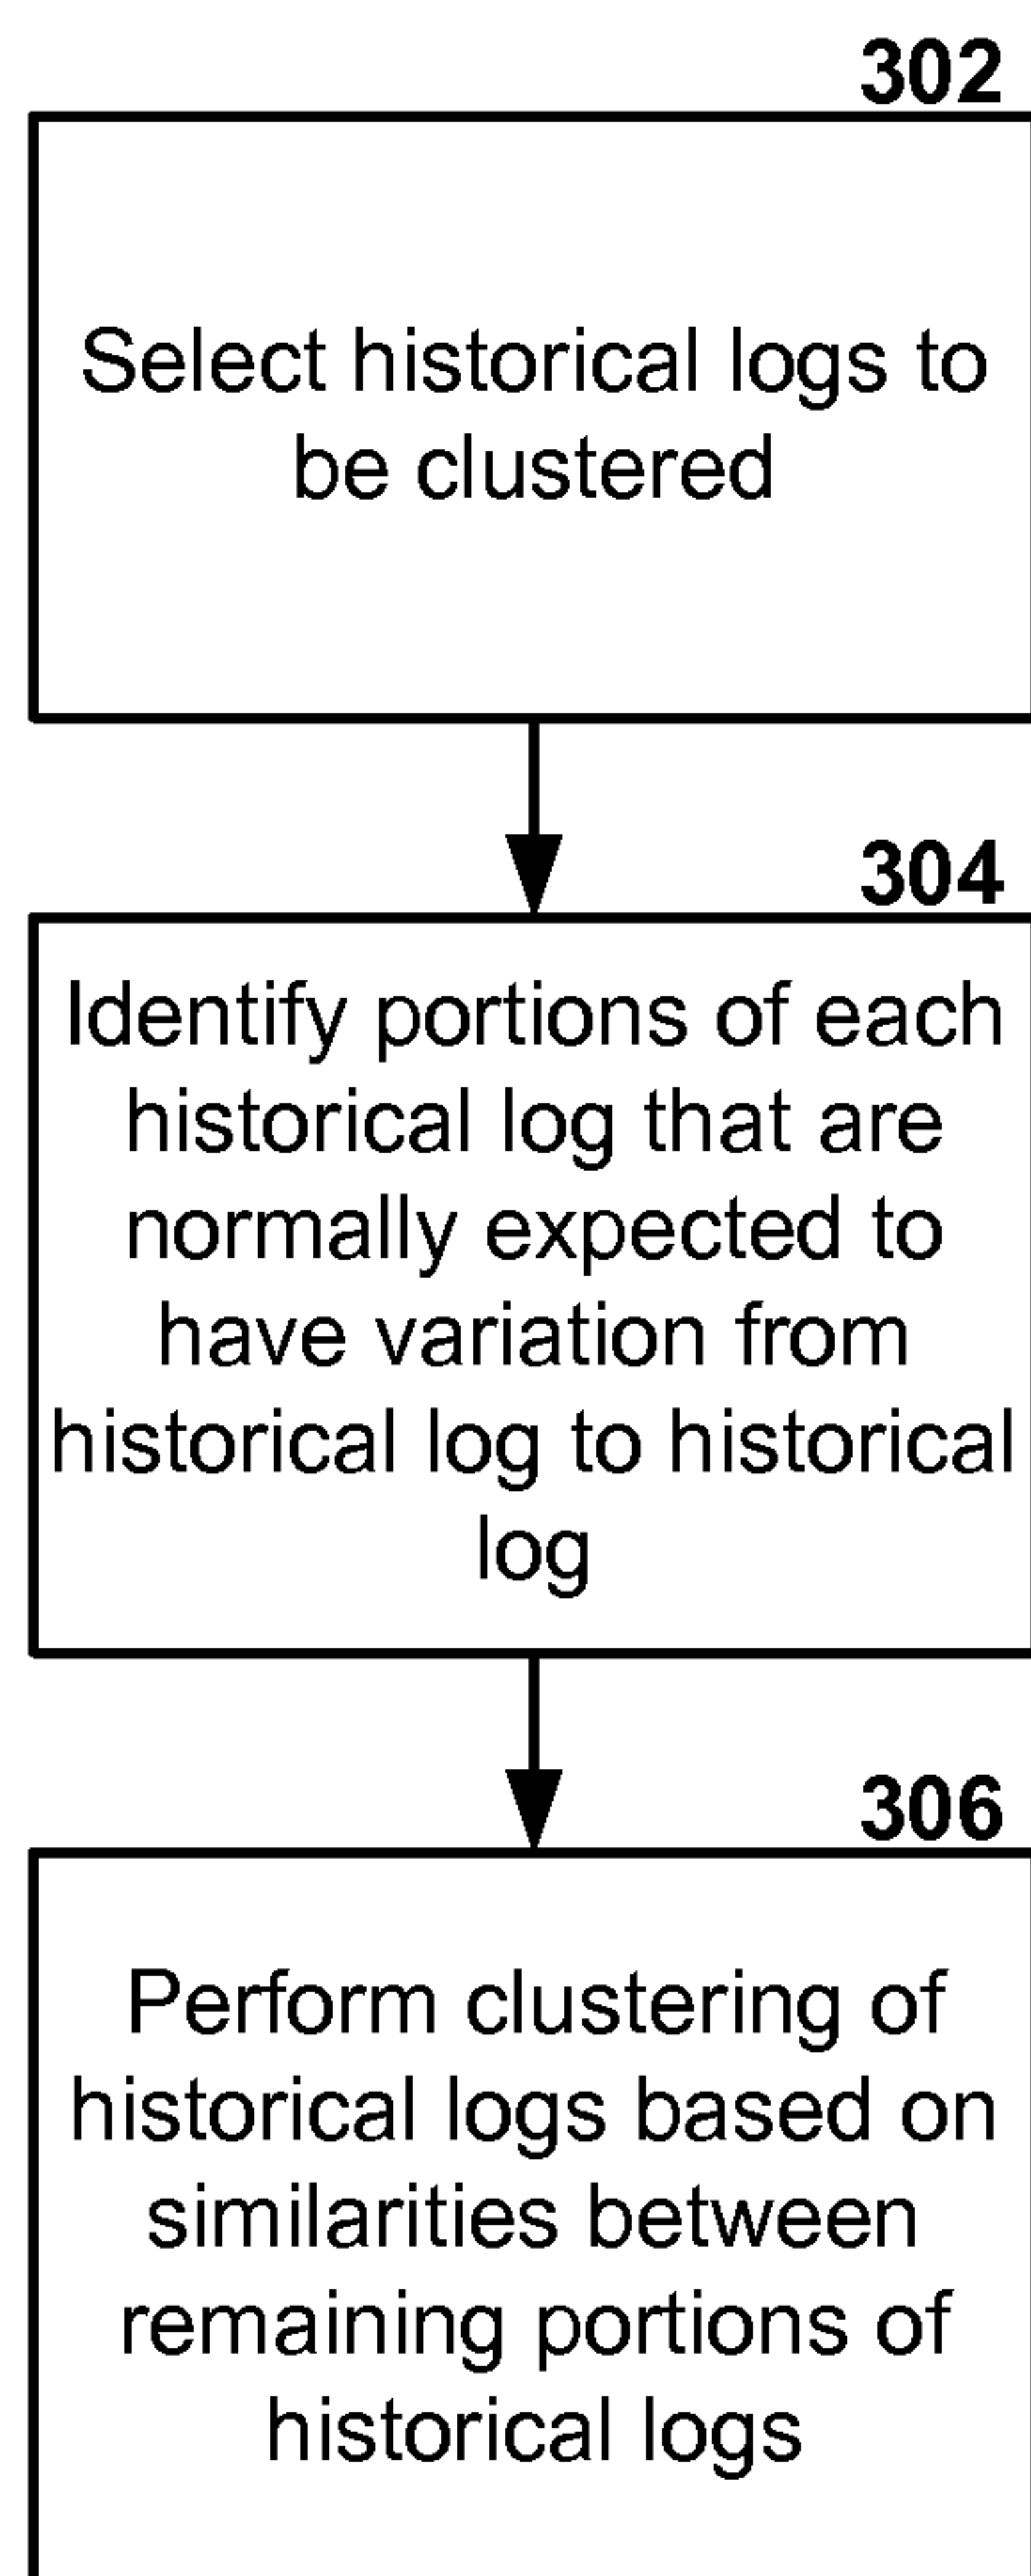 302
Select historical logs to
be clustered
304
Identify portions of each
historical log that are
normally expected to
have variation from
historical log to historical
log
306
Perform clustering of
historical logs based on
similarities between
remaining portions of
historical logs